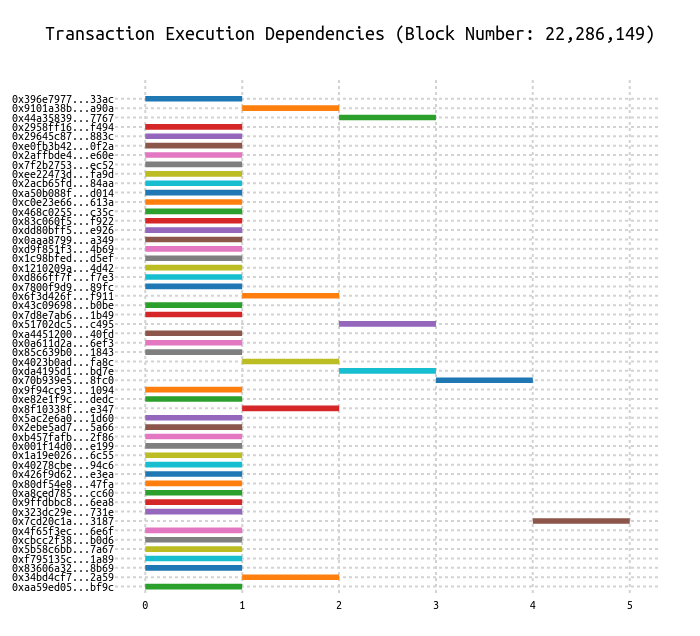 Transaction Execution Dependencies (Block Number: 22,286,149)
0x396e7977...33ac
0x9101a38b...a90a
0x44a35839...7767
0x2958ff16...f494
0x29645c87...883c
0xe0fb3b42...0f2a
0x2affbde4...e60e
0x7f2b2753...ec52
0xee22473d...fa9d
0x2acb65fd...84aa
0xa50b088f...d014
0xc0e23e66...613a
0x468c0255...c35c
0x83c060f5...f922
0xdd80bff5...e926
0x0aaa8799...a349
0xd9f851f3...4b69
0x1c98bfed...d5ef
0x1210209a...4d42
0xd866ff7f...f7e3
0x7800f9d9...89fc
0x6f3d426f...f911
0x43c09698...b0be
0x7d8e7ab6...1b49
0x51702dc5...c495
0xa4451200...40fd
0x0a611d2a...6ef3
0x85c639b0...1843
0x4023b0ad...fa8c
0xda4195d1...bd7e
0x70b939e5...8fc0
0x9f94cc93...1094
0xe82e1f9c...dedc
0x8f10338f...e347
0x5ac2e6a0...1d60
0x2ebe5ad7...5a66
0xb457fafb...2f86
0x001f14d0...e199
0x1a19e026...6c55
0x40278cbe...94c6
0x426f9d62...e3ea
0x80df54e8...47fa
0xa8ced785...cc60
0x9ffdbbc8...6ea8
0x323dc29e...731e
0x7cd20c1a...3187
0x4f65f3ec...6e6f
0xcbcc2f38...b0d6
0x5b58c6bb...7a67
0xf795135c...1a89
0x83606a32...8b69
0x34bd4cf7...2a59
0xaa59ed05...bf9c
0 1 2 3 4 5